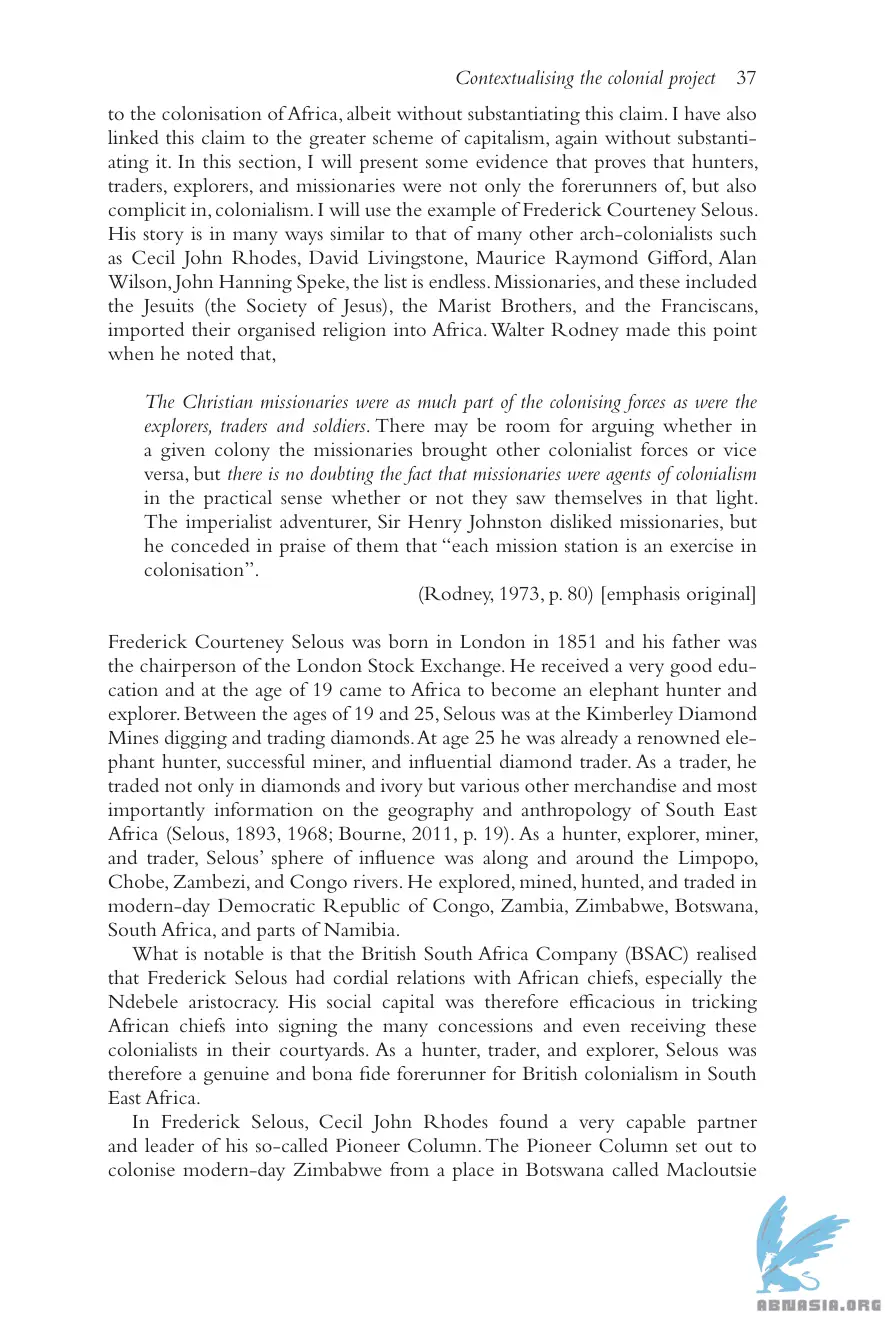 Contextualising the colonial project 37
to the colonisation of Africa, albeit without substantiating this claim. I have also
linked this claim to the greater scheme of capitalism, again without substanti-
ating it. In this section, I will present some evidence that proves that hunters,
traders, explorers, and missionaries were not only the forerunners of, but also
complicit in, colonialism. I will use the example of Frederick Courteney Selous.
His story is in many ways similar to that of many other arch-colonialists such
as Cecil John Rhodes, David Livingstone, Maurice Raymond Gifford, Alan
Wilson, John Hanning Speke, the list is endless. Missionaries, and these included
the Jesuits (the Society of Jesus), the Marist Brothers, and the Franciscans,
imported their organised religion into Africa. Walter Rodney made this point
when he noted that,
The Christian missionaries were as much part of the colonising forces as were the
explorers, traders and soldiers. There may be room for arguing whether in
a given colony the missionaries brought other colonialist forces or vice
versa, but there is no doubting the fact that missionaries were agents of colonialism
in the practical sense whether or not they saw themselves in that light.
The imperialist adventurer, Sir Henry Johnston disliked missionaries, but
he conceded in praise of them that “each mission station is an exercise in
colonisation”.
(Rodney, 1973, p. 80) [emphasis original]
Frederick Courteney Selous was born in London in 1851 and his father was
the chairperson of the London Stock Exchange. He received a very good edu-
cation and at the age of 19 came to Africa to become an elephant hunter and
explorer. Between the ages of 19 and 25, Selous was at the Kimberley Diamond
Mines digging and trading diamonds. At age 25 he was already a renowned ele-
phant hunter, successful miner, and influential diamond trader. As a trader, he
traded not only in diamonds and ivory but various other merchandise and most
importantly information on the geography and anthropology of South East
Africa (Selous, 1893, 1968; Bourne, 2011, p. 19). As a hunter, explorer, miner,
and trader, Selous’ sphere of influence was along and around the Limpopo,
Chobe, Zambezi, and Congo rivers. He explored, mined, hunted, and traded in
modern-day Democratic Republic of Congo, Zambia, Zimbabwe, Botswana,
South Africa, and parts of Namibia.
What is notable is that the British South Africa Company (BSAC) realised
that Frederick Selous had cordial relations with African chiefs, especially the
Ndebele aristocracy. His social capital was therefore efficacious in tricking
African chiefs into signing the many concessions and even receiving these
colonialists in their courtyards. As a hunter, trader, and explorer, Selous was
therefore a genuine and bona fide forerunner for British colonialism in South
East Africa.
In Frederick Selous, Cecil John Rhodes found a very capable partner
and leader of his so-called Pioneer Column. The Pioneer Column set out to
colonise modern-day Zimbabwe from a place in Botswana called Macloutsie
ABNASIA.ORG